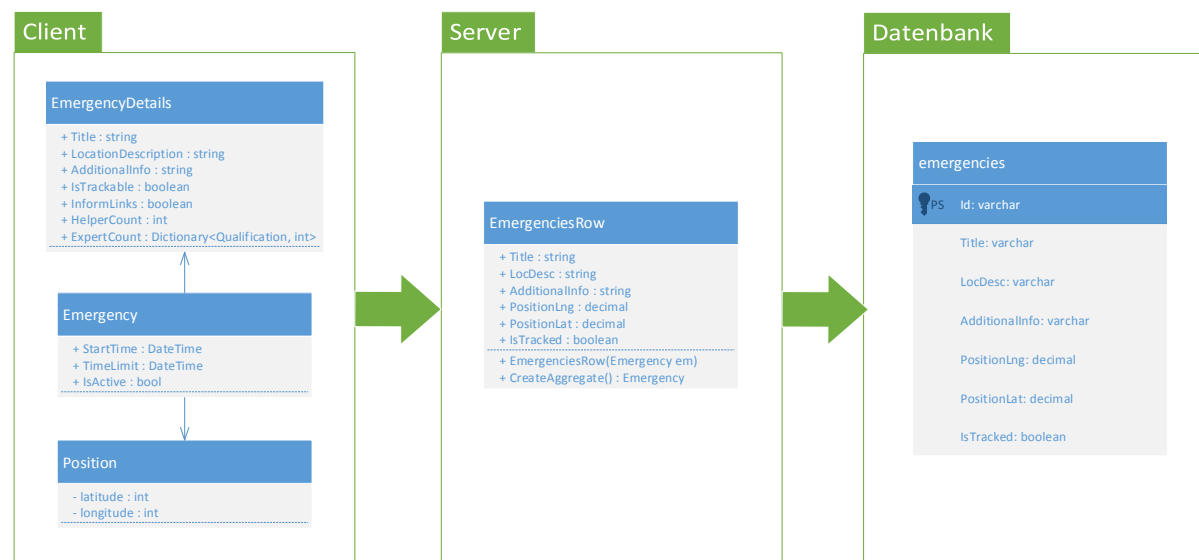 Client
EmergencyDetails
+ Title : string
+ LocationDescription : string
+ AdditionalInfo : string
+ IsTrackable : boolean
+ InformLinks : boolean
+ HelperCount : int
+ ExpertCount : Dictionary<Qualification, int>
Emergency
+ StartTime : DateTime
+ TimeLimit : DateTime
+ IsActive : bool
Position
- latitude : int
- longitude : int
Server
EmergenciesRow
+ Title : string
+ LocDesc : string
+ AdditionalInfo : string
+ PositionLng : decimal
+ PositionLat : decimal
+ IsTracked : boolean
+ EmergenciesRow(Emergency em)
+ CreateAggregate() : Emergency
Datenbank
emergencies
PS Id: varchar
Title: varchar
LocDesc: varchar
AdditionalInfo: varchar
PositionLng: decimal
PositionLat: decimal
IsTracked: boolean